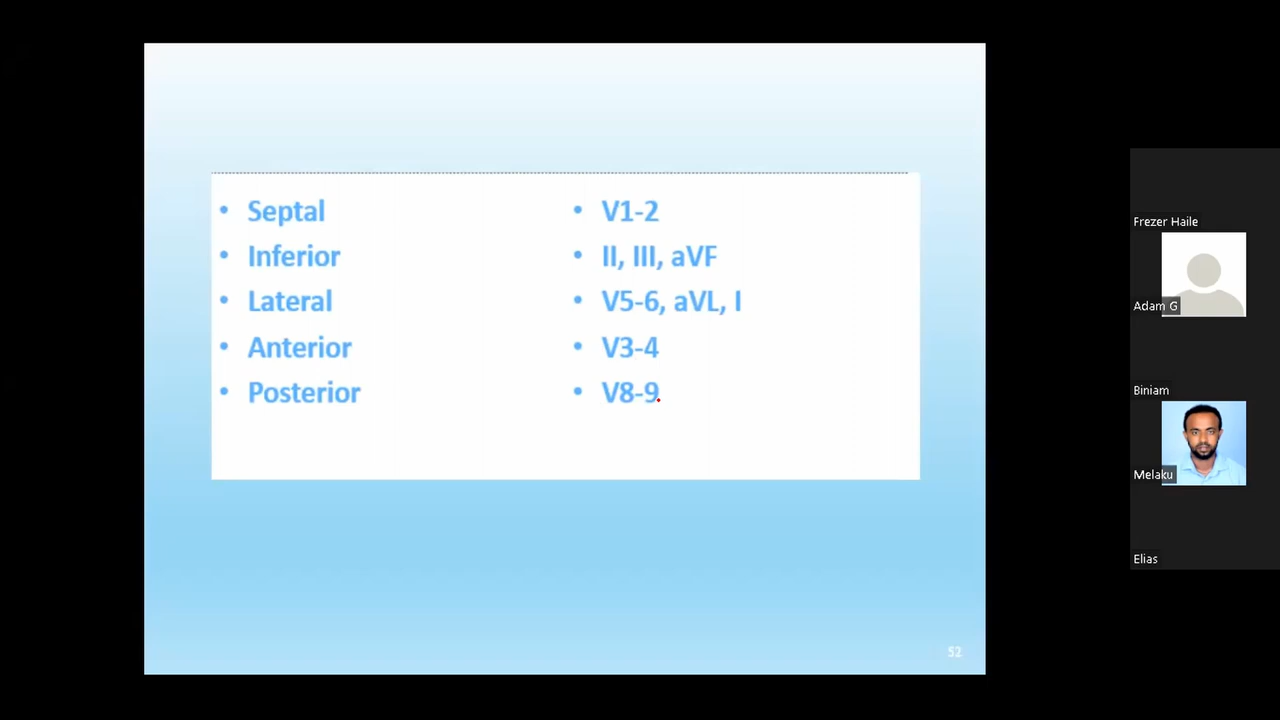 • Septal
• Inferior
• Lateral
• Anterior
• Posterior
• V1-2
• II, III, aVF
• V5-6, aVL, I
• V3-4
• V8-9
52
Frezer Haile
Adam G
Biniam
Melaku
Elias